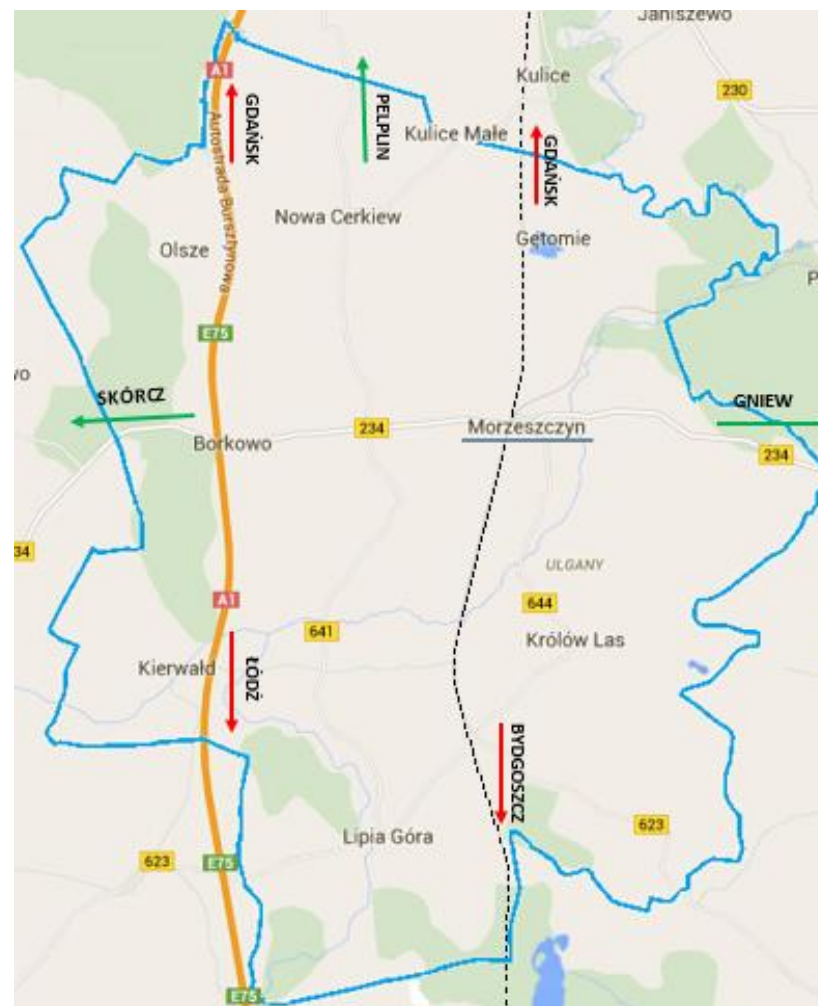 Janiszewo
A1
Kulice
230
GDAŃSK
PELPLIN
Kulice Małe
GDAŃSK
Autostrada Bursztynowa
Nowa Cerkiew
Olsze
Gętomie
P
E75
wo
SKÓRCZ
GNIEW
234
Morzeszczyn
Borkowo
234
34
ULGANY
A1
644
641
Królów Las
Kierwałd
ŁÓDŹ
BYDGOSZCZ
Lipia Góra
623
623
E75
E75